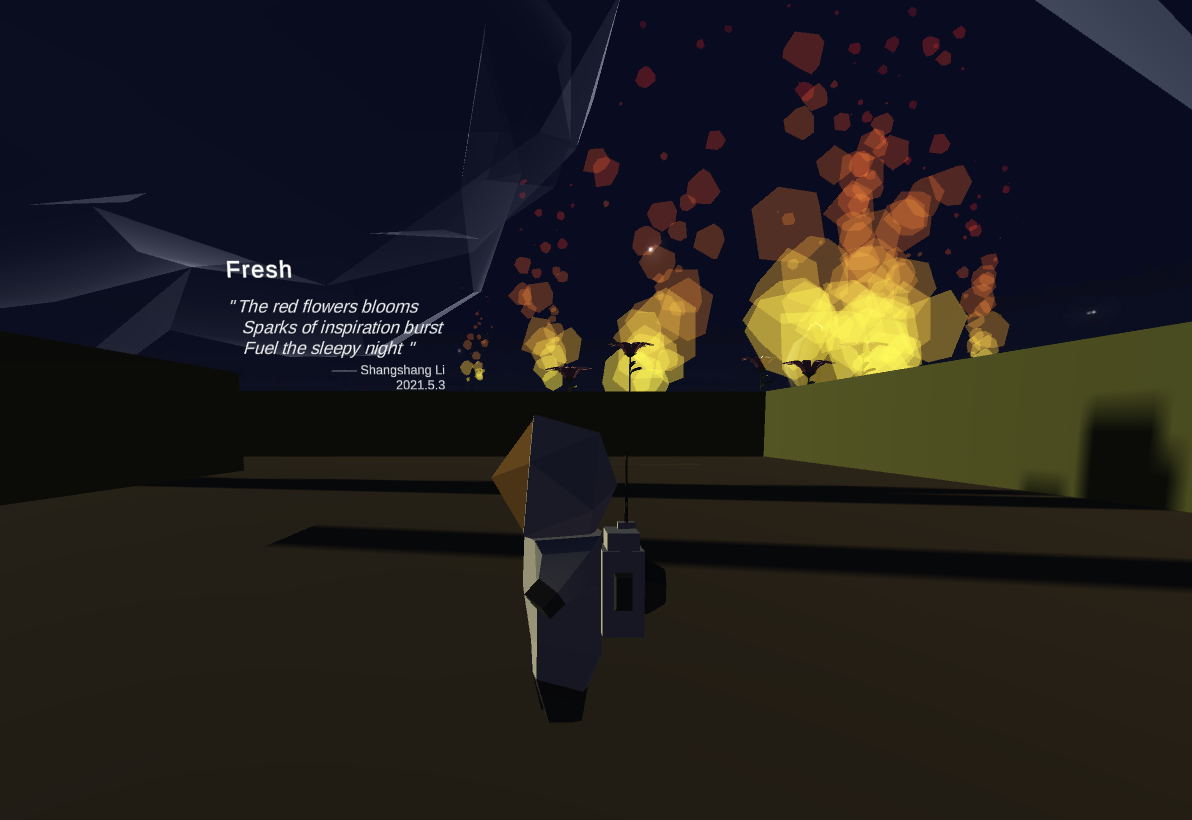 Fresh
"The red flowers blooms
Sparks of inspiration burst
Fuel the sleepy night "
—— Shangshang Li
2021.5.3